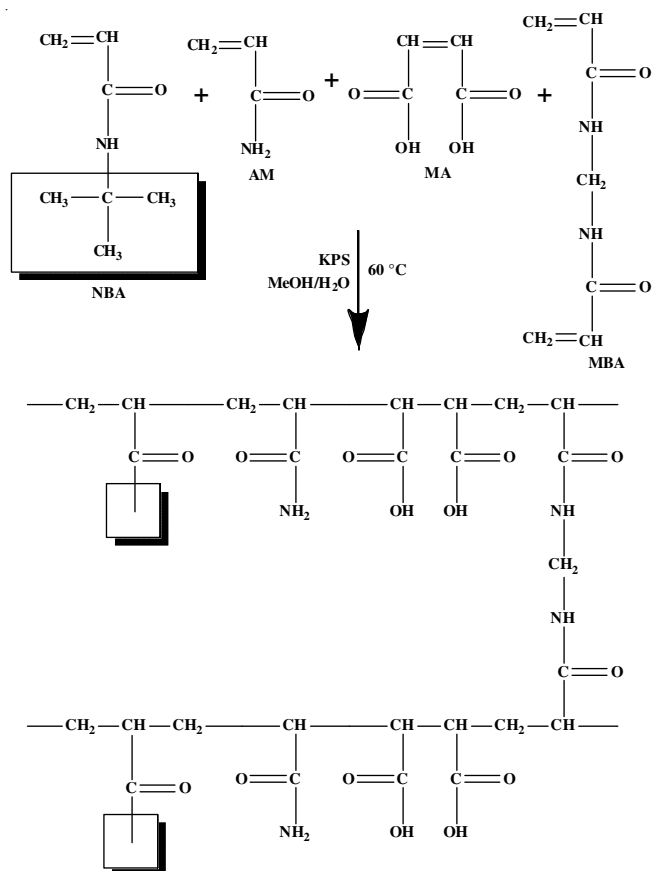 CH₂ CH CH₂ CH CH CH CH₂ CH
C O + C O + O C C O + C O
NH NH₂ OH OH NH
AM MA
CH₃ C CH₃ CH₂
CH₃ NH
NBA KPS 60 °C
MeOH/H₂O C O
CH₂ CH
MBA
CH₂ CH CH₂ CH CH CH CH₂ CH
C O O C O C C O C O
NH₂ OH OH NH
CH₂
NH
C O
CH₂ CH CH₂ CH CH CH CH₂ CH
C O O C O C C O
NH₂ OH OH